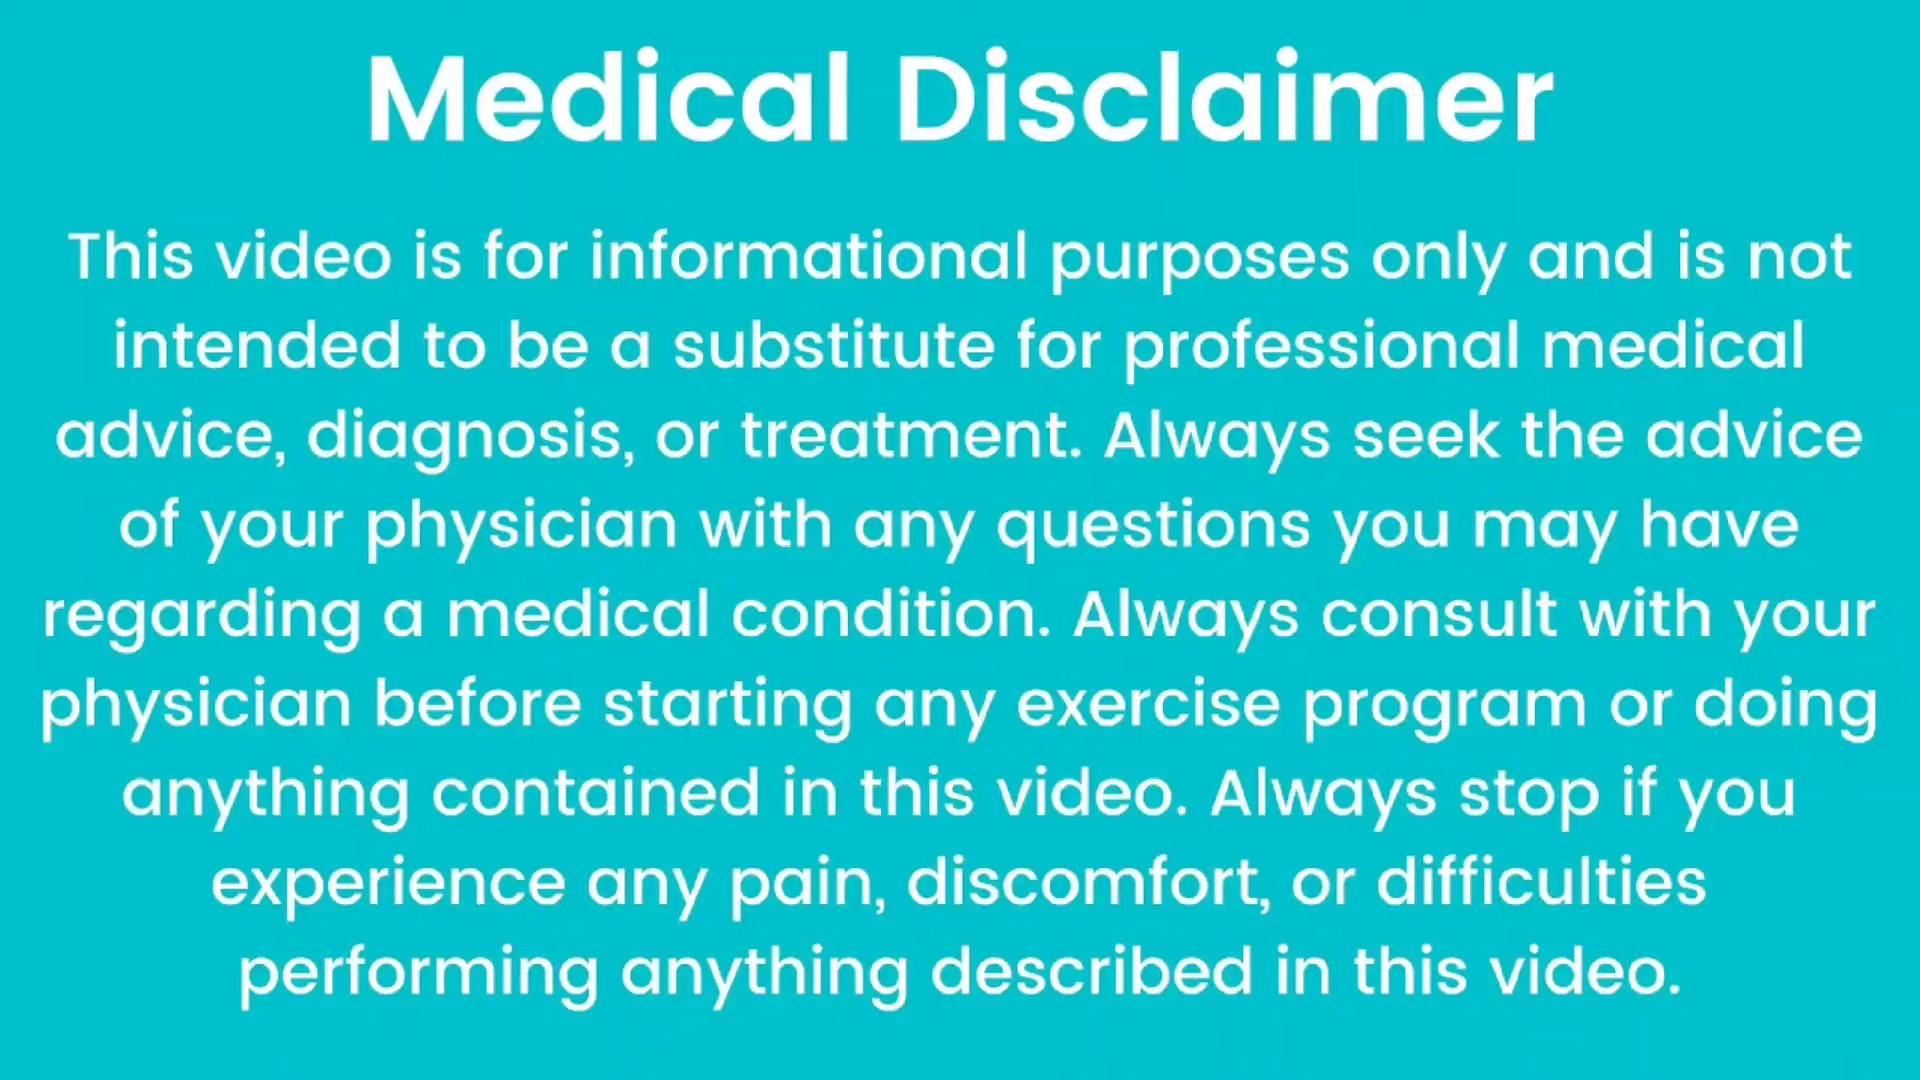 Medical Disclaimer
This video is for informational purposes only and is not
intended to be a substitute for professional medical
advice, diagnosis, or treatment. Always seek the advice
of your physician with any questions you may have
regarding a medical condition. Always consult with your
physician before starting any exercise program or doing
anything contained in this video. Always stop if you
experience any pain, discomfort, or difficulties
performing anything described in this video.